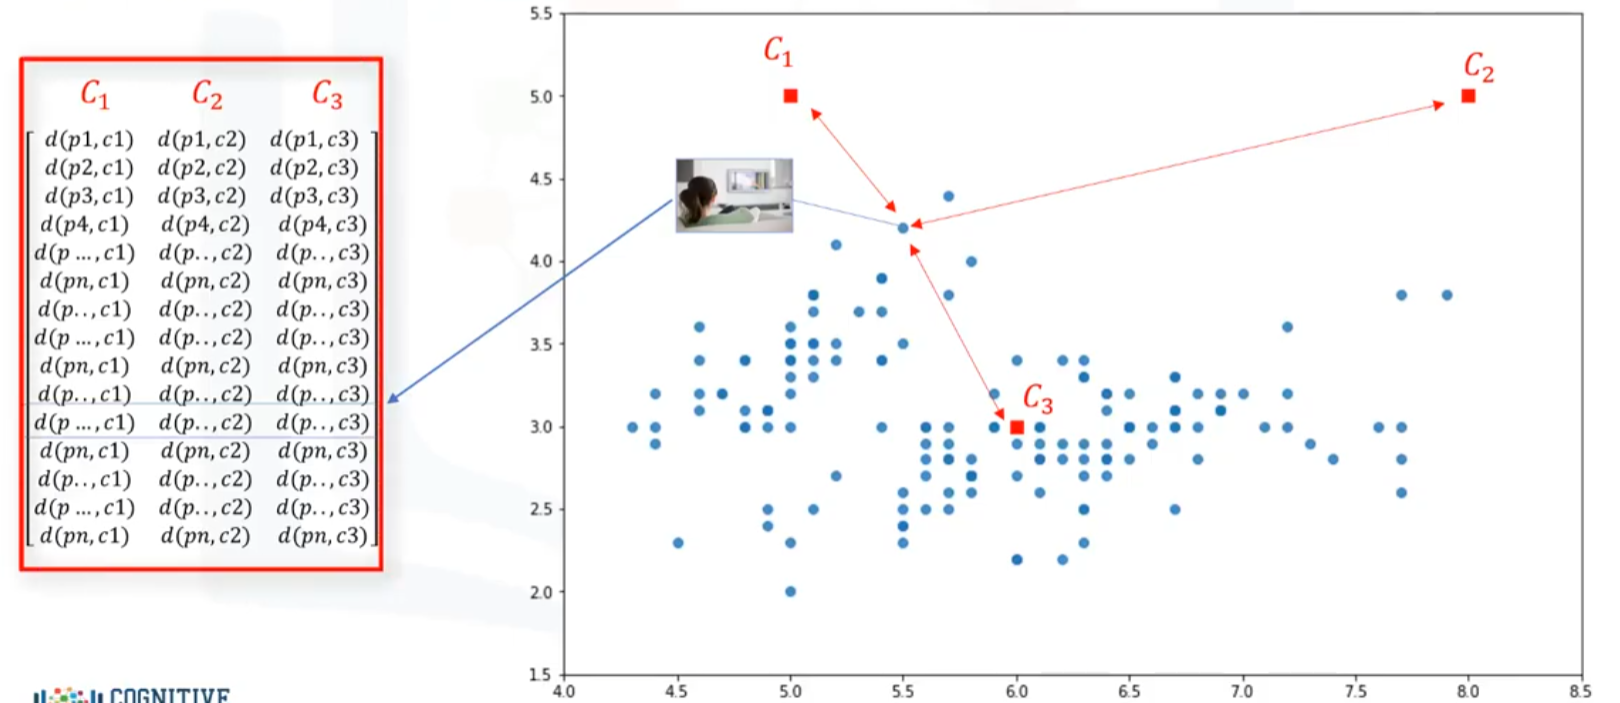 C₁ C₂ C₃
d(p1,c1) d(p1,c2) d(p1,c3)
d(p2,c1) d(p2,c2) d(p2,c3)
d(p3,c1) d(p3,c2) d(p3,c3)
d(p4,c1) d(p4,c2) d(p4,c3)
d(p ...,c1) d(p..,c2) d(p..,c3)
d(pn,c1) d(pn,c2) d(pn,c3)
d(p..,c1) d(p..,c2) d(p..,c3)
d(p ...,c1) d(p..,c2) d(p..,c3)
d(pn,c1) d(pn,c2) d(pn,c3)
d(p..,c1) d(p..,c2) d(p..,c3)
d(p ...,c1) d(p..,c2) d(p..,c3)
d(pn,c1) d(pn,c2) d(pn,c3)
d(p..,c1) d(p..,c2) d(p..,c3)
d(p ...,c1) d(p..,c2) d(p..,c3)
d(pn,c1) d(pn,c2) d(pn,c3)
COGNITIVE
5.5
5.0
4.5
4.0
3.5
3.0
2.5
2.0
1.5
C₁
C₂
C₃
4.0 4.5 5.0 5.5 6.0 6.5 7.0 7.5 8.0 8.5